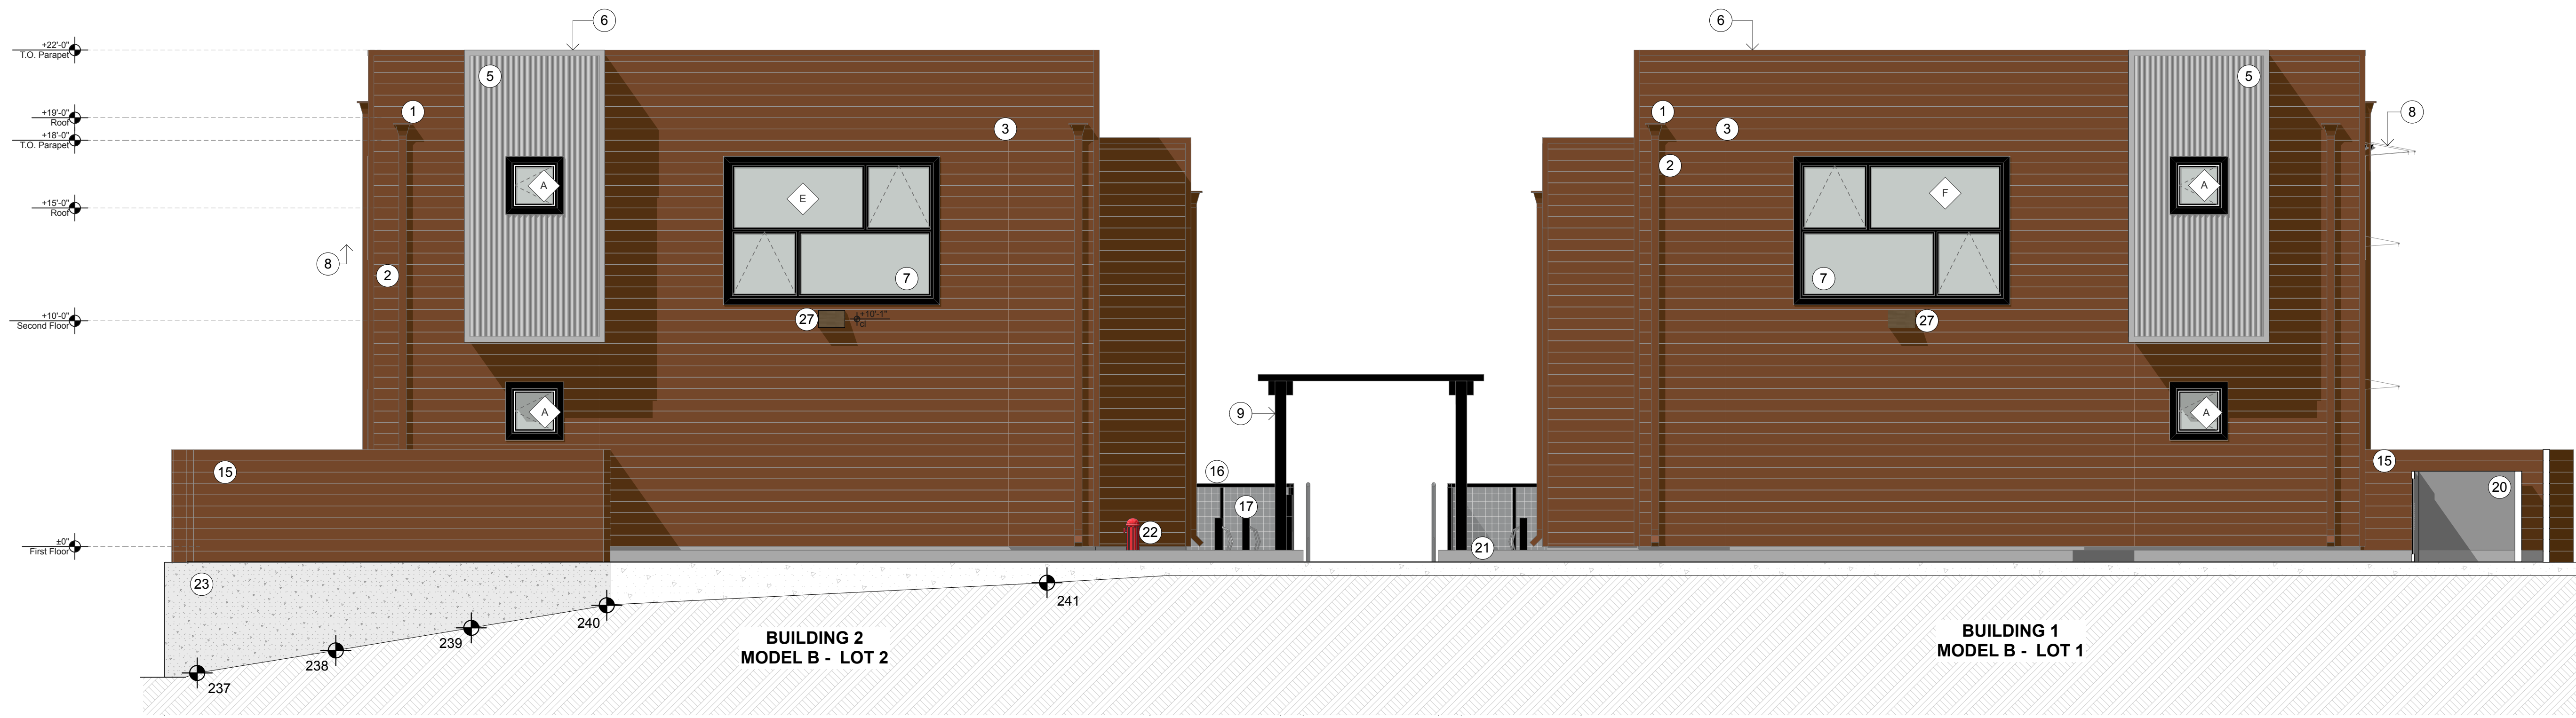 6
6
+22'-0"
T.O. Parapet
5
5
+19'-0"
Roof
1
1
8
3
3
+18'-0"
T.O. Parapet
2
A
E
F
A
+15'-0"
Roof
8
2
7
7
+10'-0"
Second Floor
27
+10'-1"
cl
27
A
9
A
15
16
15
20
17
22
21
±0"
First Floor
23
241
240
239
238
237
BUILDING 2
MODEL B - LOT 2
BUILDING 1
MODEL B - LOT 1